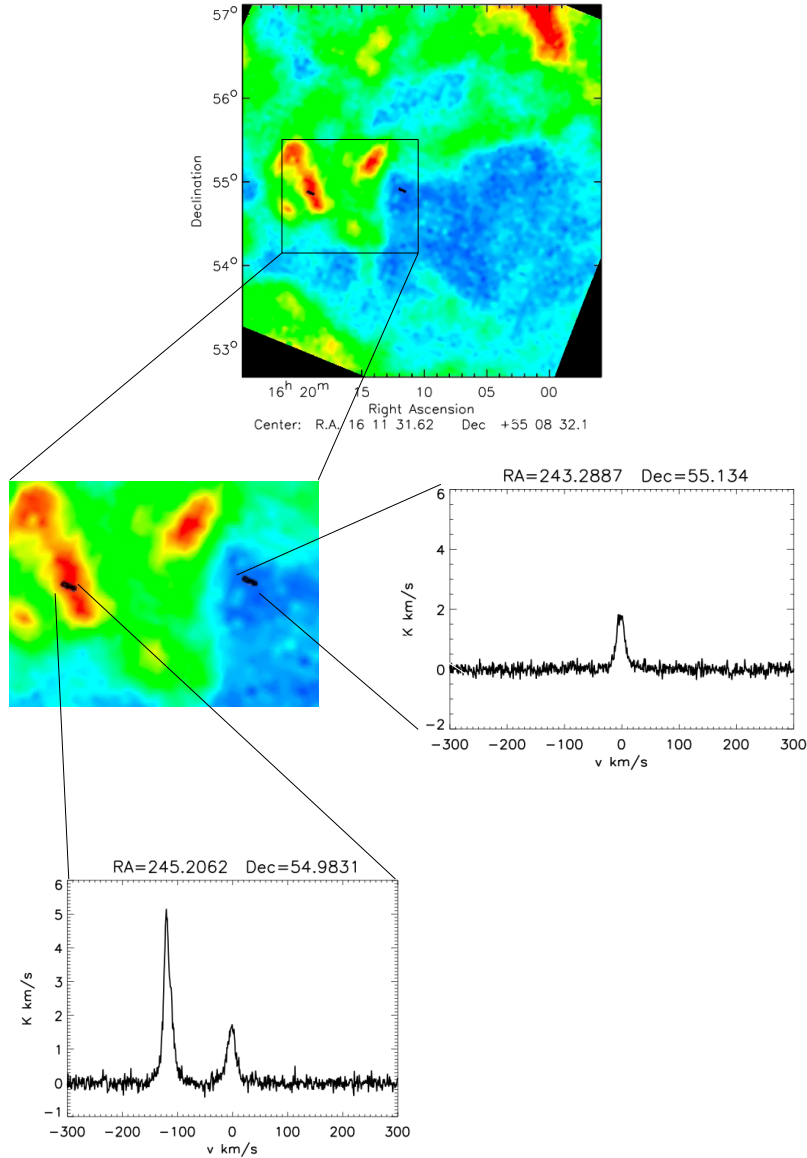 57°
56°
55°
54°
53°
Declination
16h 20m 15 10 05 00
Right Ascension
Center: R.A. 16 11 31.62 Dec +55 08 32.1
RA=243.2887 Dec=55.134
6
4
2
0
−2
K km/s
−300 −200 −100 0 100 200 300
v km/s
RA=245.2062 Dec=54.9831
6
5
4
3
2
1
0
−1
K km/s
−300 −200 −100 0 100 200 300
v km/s